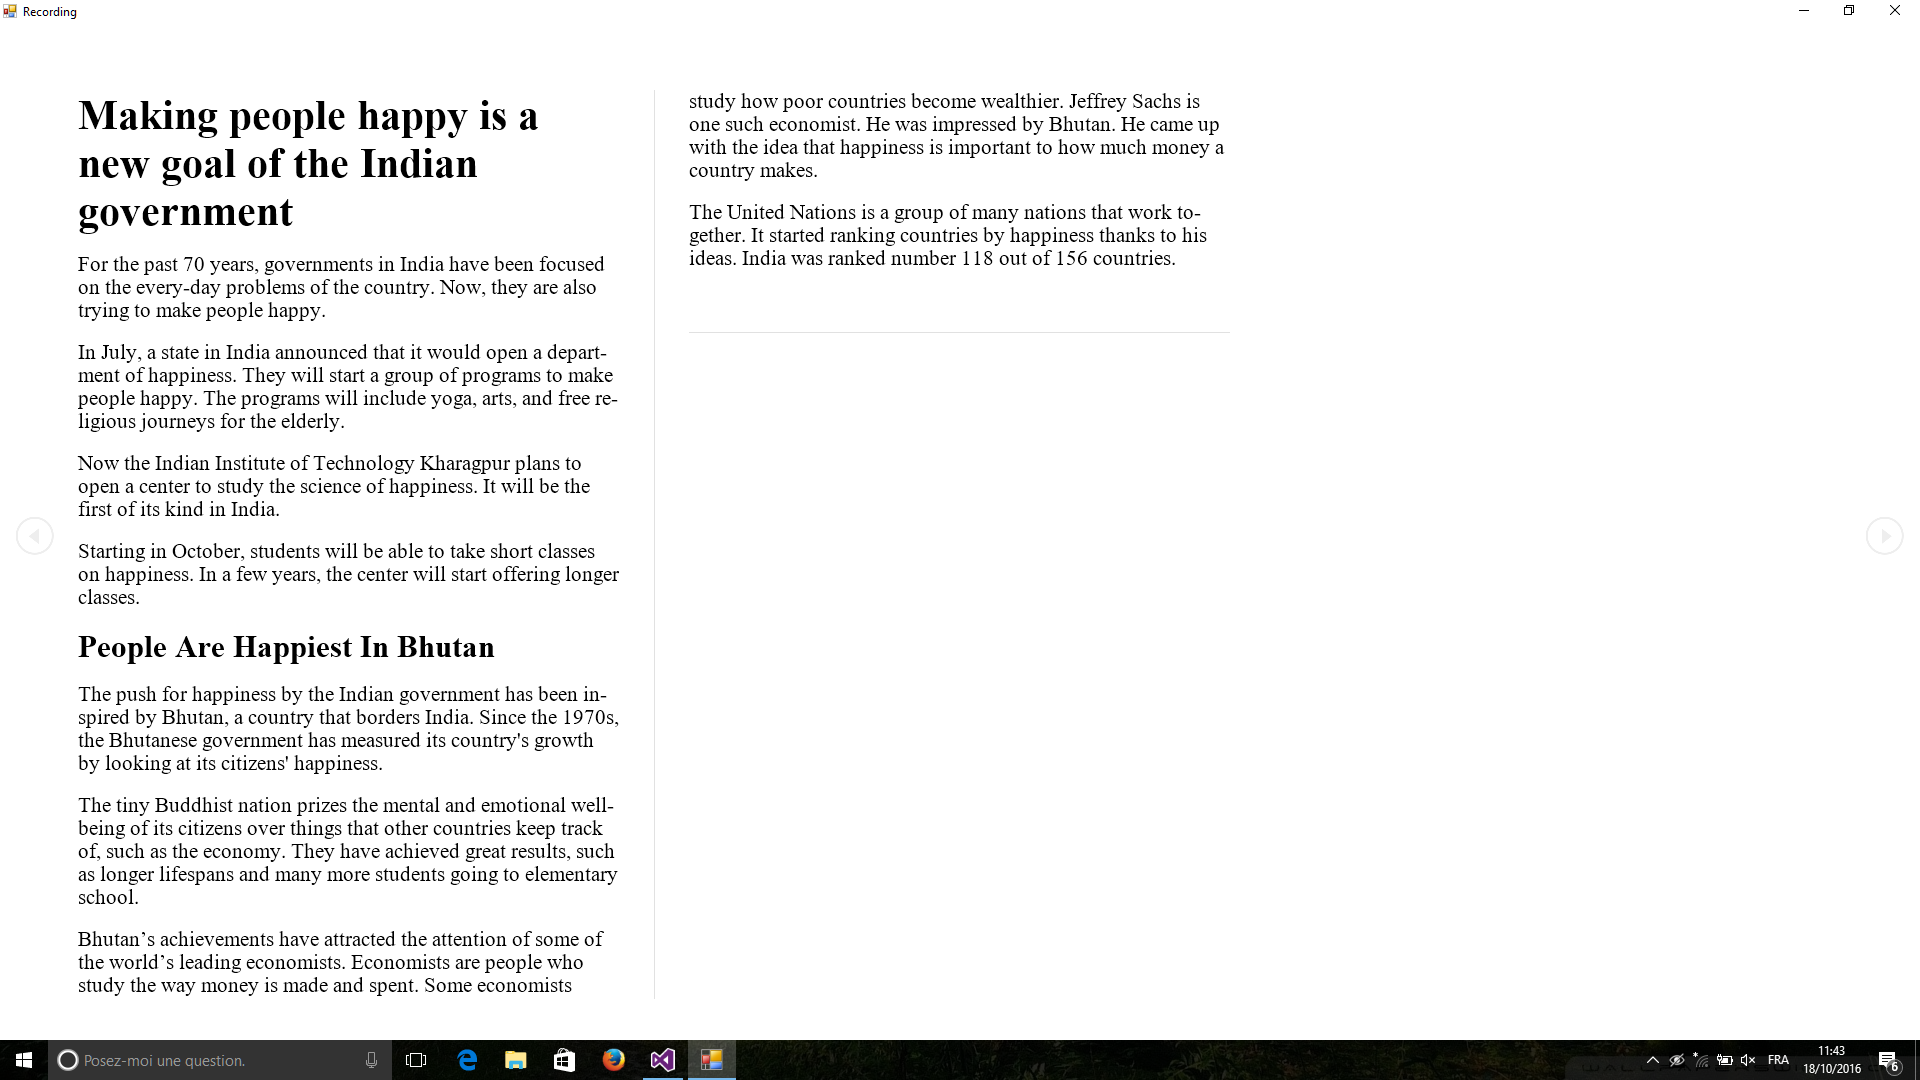 Recording
Making people happy is a
new goal of the Indian
government
For the past 70 years, governments in India have been focused
on the every-day problems of the country. Now, they are also
trying to make people happy.
In July, a state in India announced that it would open a depart-
ment of happiness. They will start a group of programs to make
people happy. The programs will include yoga, arts, and free re-
ligious journeys for the elderly.
Now the Indian Institute of Technology Kharagpur plans to
open a center to study the science of happiness. It will be the
first of its kind in India.
Starting in October, students will be able to take short classes
on happiness. In a few years, the center will start offering longer
classes.
People Are Happiest In Bhutan
The push for happiness by the Indian government has been in-
spired by Bhutan, a country that borders India. Since the 1970s,
the Bhutanese government has measured its country's growth
by looking at its citizens' happiness.
The tiny Buddhist nation prizes the mental and emotional well-
being of its citizens over things that other countries keep track
of, such as the economy. They have achieved great results, such
as longer lifespans and many more students going to elementary
school.
Bhutan’s achievements have attracted the attention of some of
the world’s leading economists. Economists are people who
study the way money is made and spent. Some economists
study how poor countries become wealthier. Jeffrey Sachs is
one such economist. He was impressed by Bhutan. He came up
with the idea that happiness is important to how much money a
country makes.
The United Nations is a group of many nations that work to-
gether. It started ranking countries by happiness thanks to his
ideas. India was ranked number 118 out of 156 countries.
Posez-moi une question.
FRA
11:43
18/10/2016
6